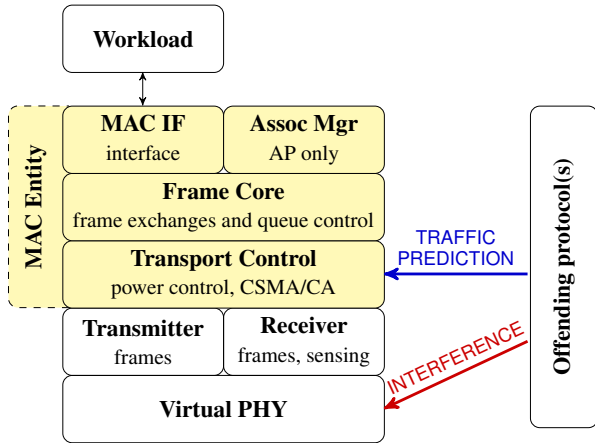 Workload
MAC Entity
MAC IF
interface
Assoc Mgr
AP only
Frame Core
frame exchanges and queue control
Transport Control
power control, CSMA/CA
Transmitter
frames
Receiver
frames, sensing
Virtual PHY
TRAFFIC
PREDICTION
INTERFERENCE
Offending protocol(s)